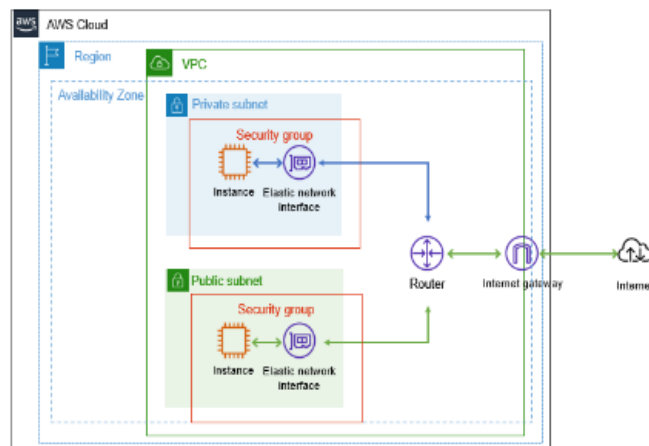 aws
AWS Cloud
Region
VPC
Availability Zone
Private subnet
Security group
Instance
Elastic network
interface
Router
Internet gateway
Interne
Public subnet
Security group
Instance
Elastic network
interface